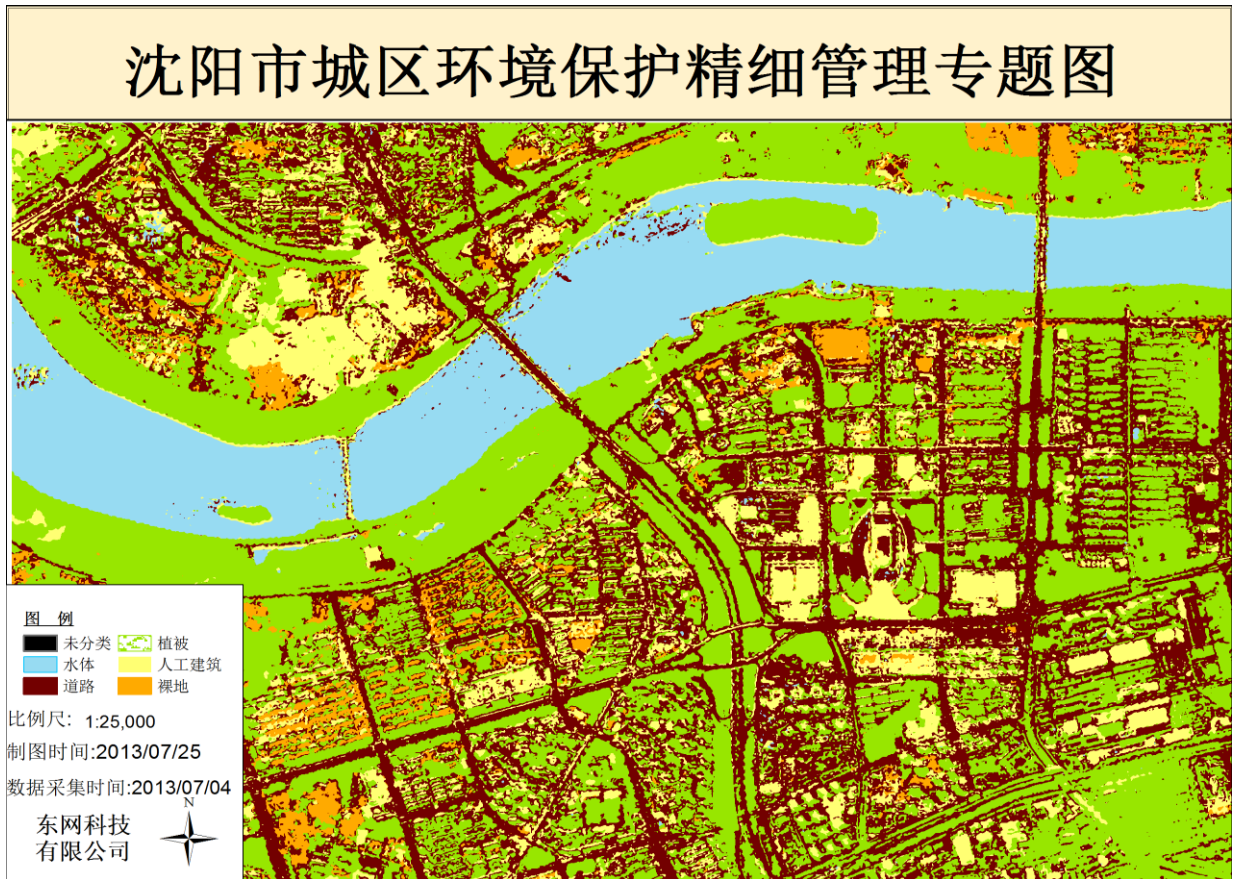 沈阳市城区环境保护精细管理专题图
图 例
未分类 植被
水体 人工建筑
道路 裸地
比例尺: 1:25,000
制图时间:2013/07/25
数据采集时间:2013/07/04
N
东网科技
有限公司